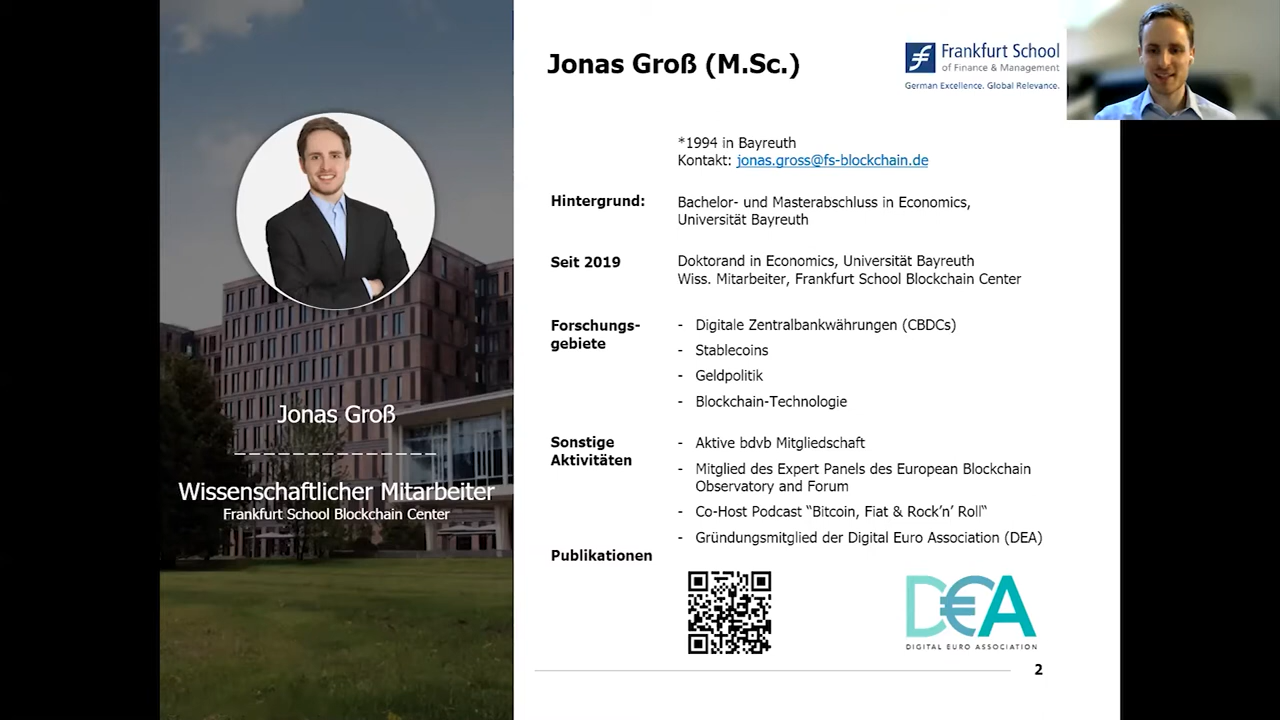 Jonas Groß (M.Sc.)
Frankfurt School
of Finance & Management
German Excellence. Global Relevance.
*1994 in Bayreuth
Kontakt: jonas.gross@fs-blockchain.de
Hintergrund:
Bachelor- und Masterabschluss in Economics,
Universität Bayreuth
Seit 2019
Doktorand in Economics, Universität Bayreuth
Wiss. Mitarbeiter, Frankfurt School Blockchain Center
Forschungs-
gebiete
- Digitale Zentralbankwährungen (CBDCs)
- Stablecoins
- Geldpolitik
- Blockchain-Technologie
Sonstige
Aktivitäten
- Aktive bdvb Mitgliedschaft
- Mitglied des Expert Panels des European Blockchain
Observatory and Forum
- Co-Host Podcast “Bitcoin, Fiat & Rock’n’ Roll“
- Gründungsmitglied der Digital Euro Association (DEA)
Publikationen
D€A
DIGITAL EURO ASSOCIATION
2
Jonas Groß
_ _ _ _ _ _ _ _ _ _ _ _ _ _
Wissenschaftlicher Mitarbeiter
Frankfurt School Blockchain Center